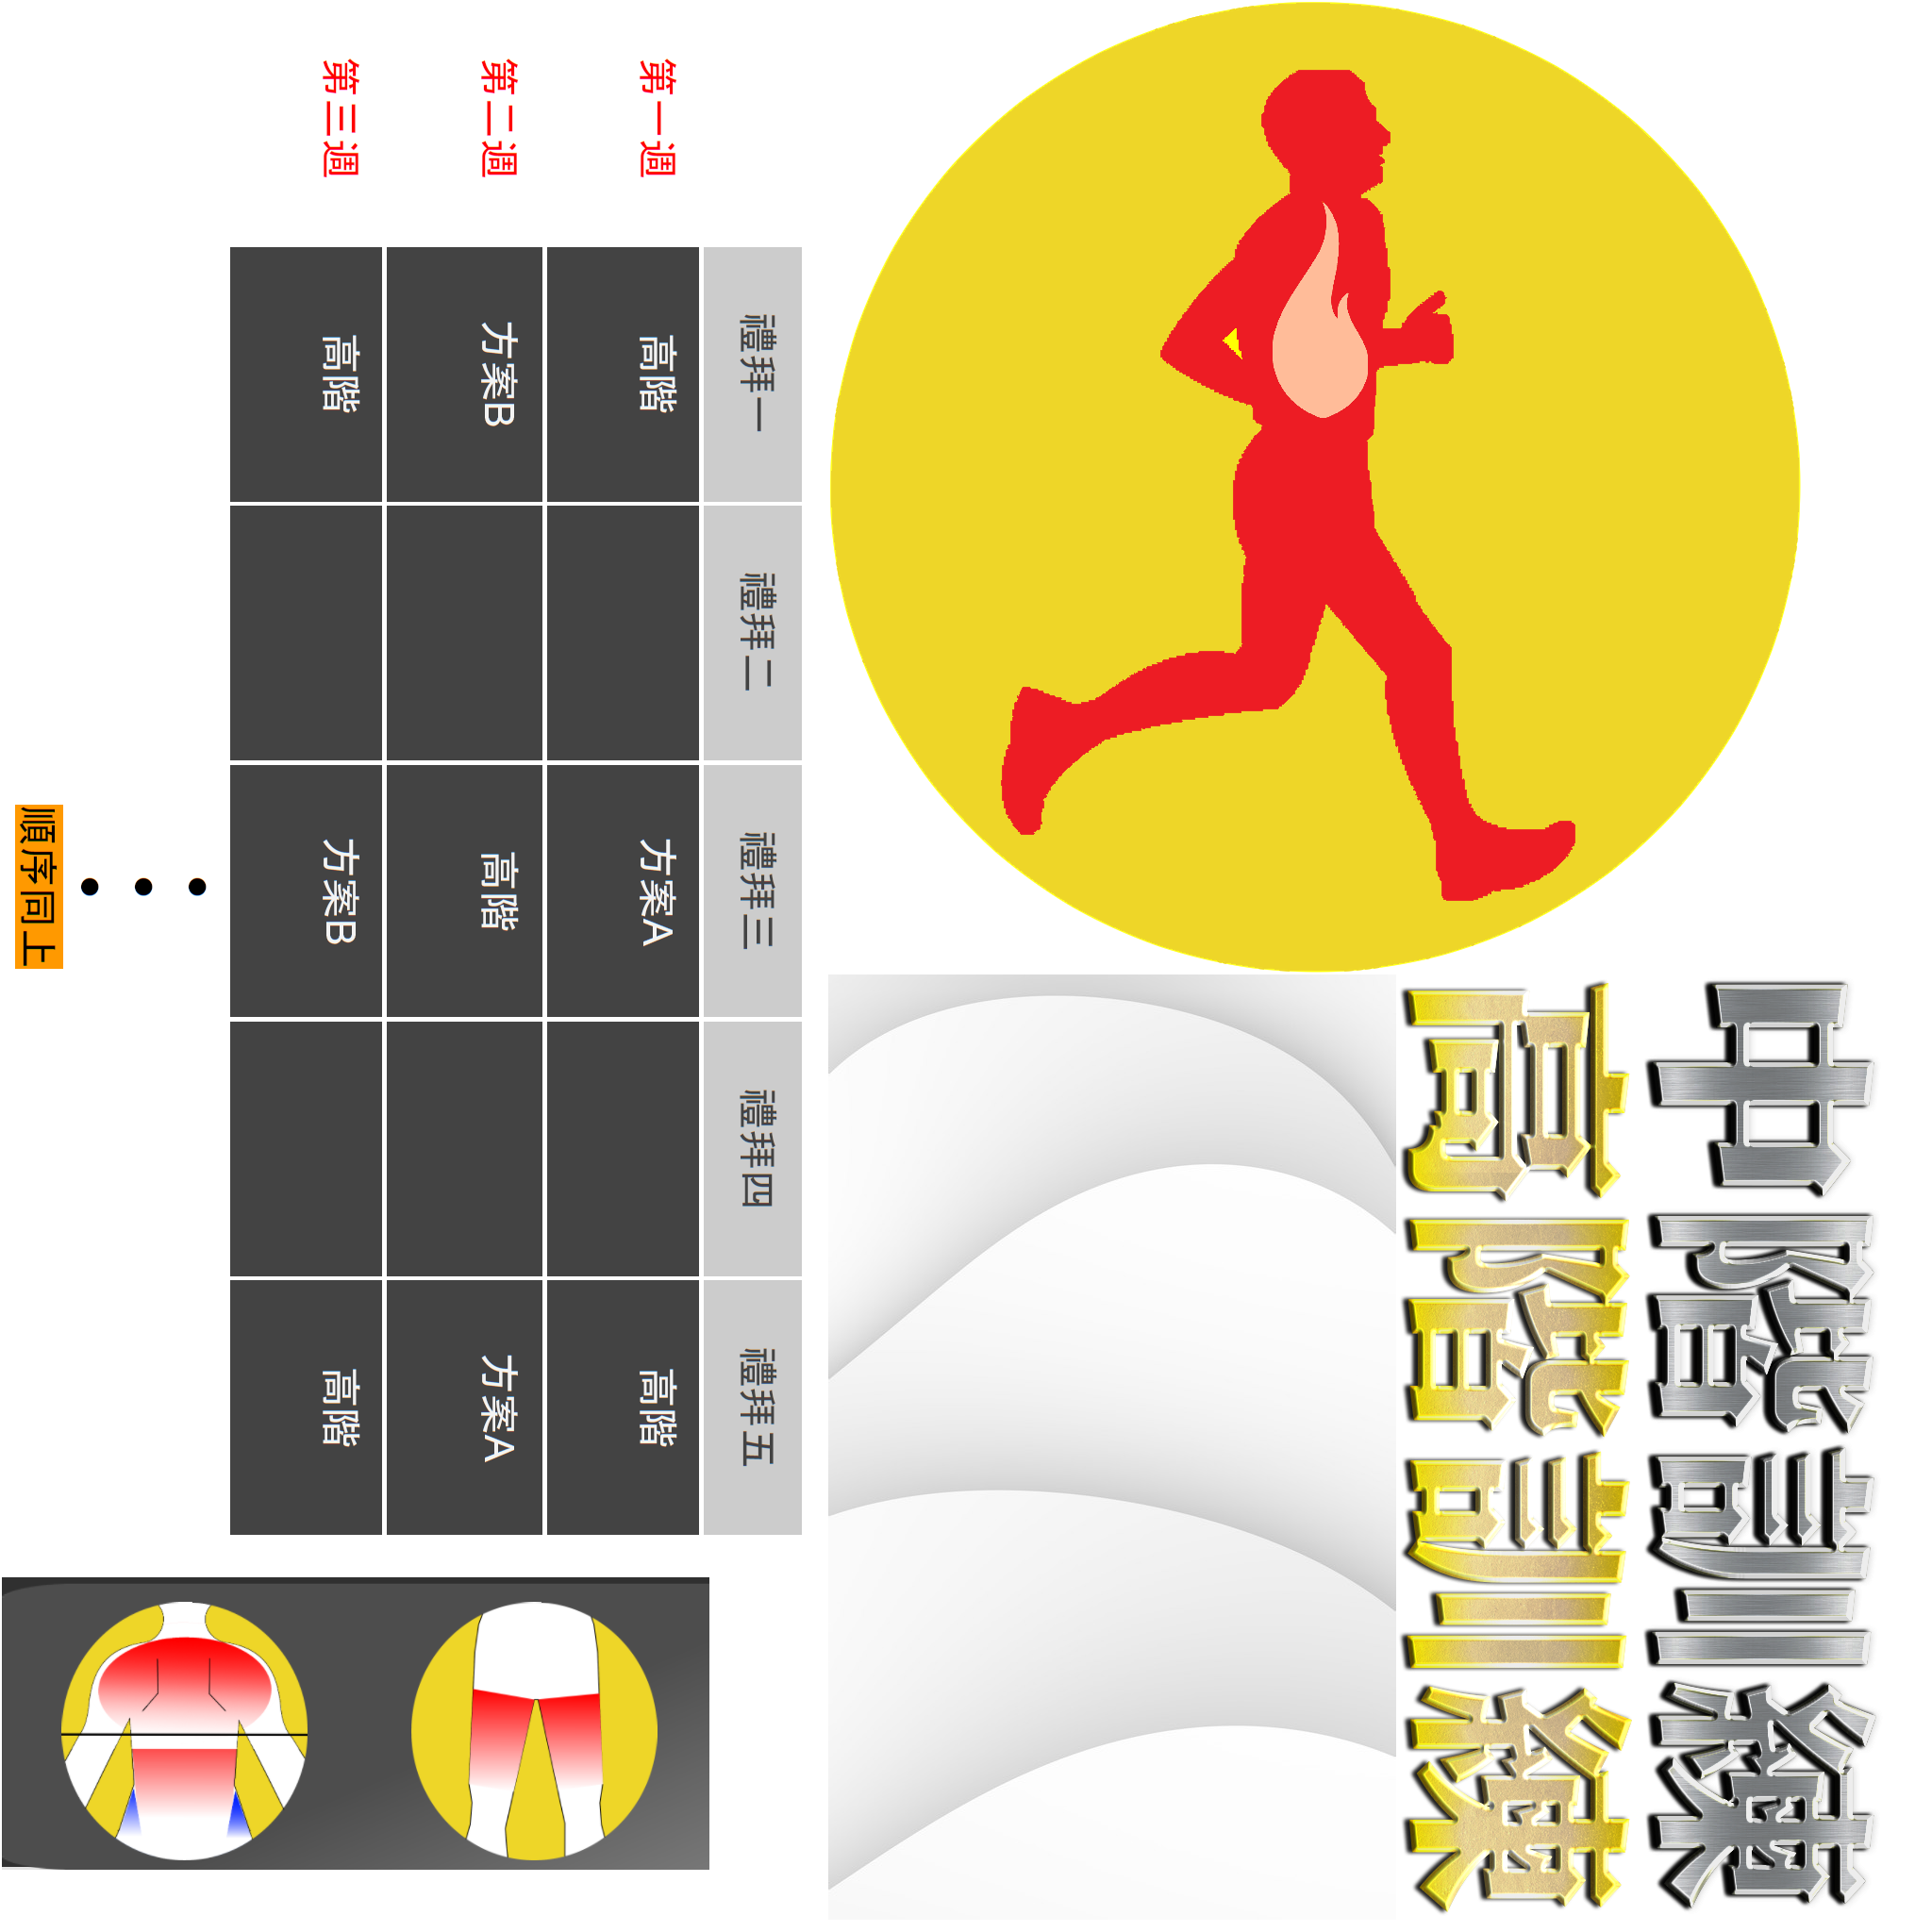 中階訓練
高階訓練
禮拜一 禮拜二 禮拜三 禮拜四 禮拜五
第一週 高階 方案A 高階
第二週 方案B 高階 方案A
第三週 高階 方案B 高階
順序同上